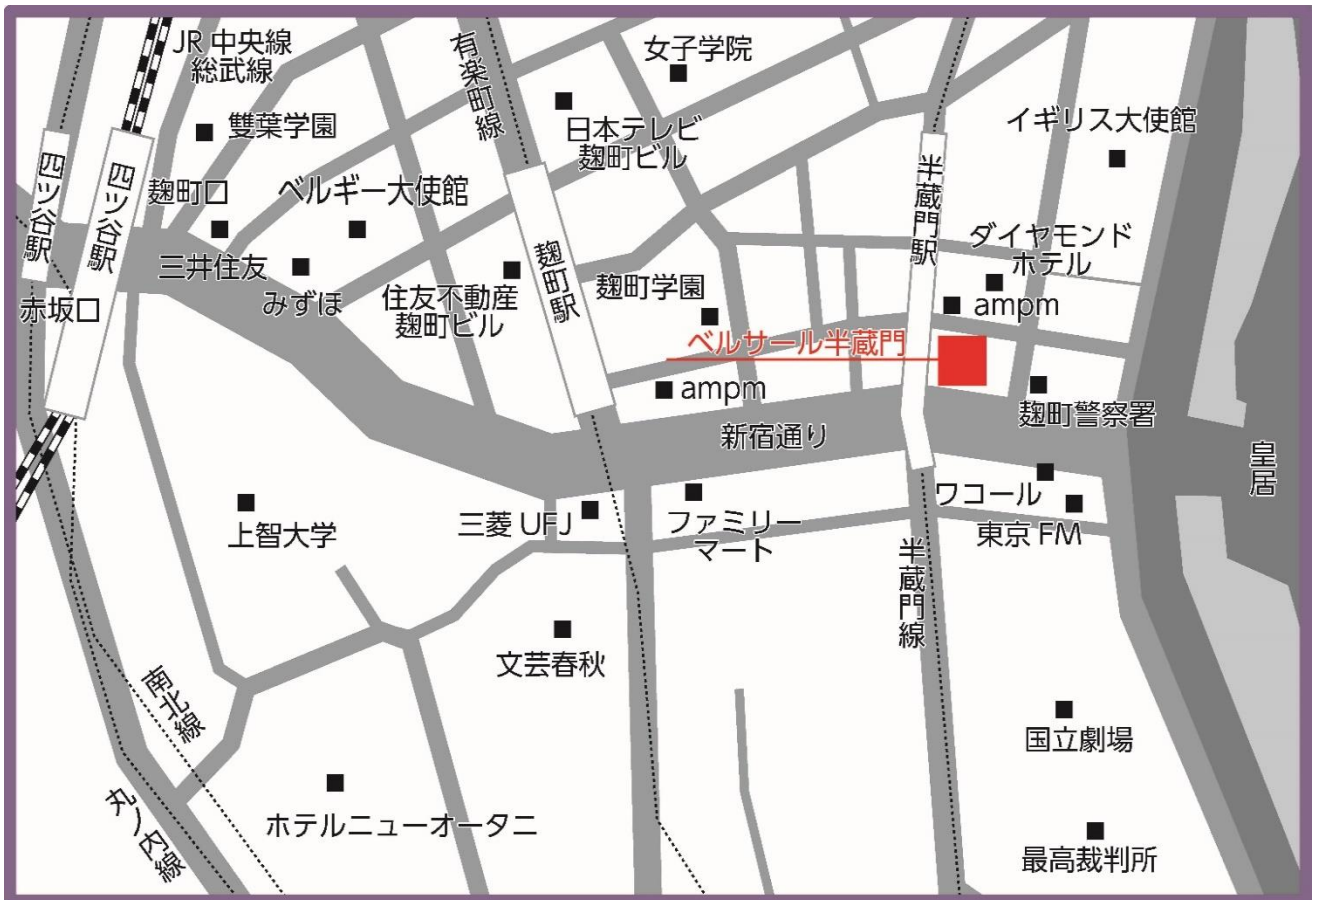 JR 中央線
総武線
有楽町線
女子学院
日本テレビ
麹町ビル
雙葉学園
イギリス大使館
四ツ谷駅
四ツ谷駅
麹町口
ベルギー大使館
半蔵門駅
ダイヤモンド
ホテル
三井住友
みずほ
住友不動産
麹町ビル
麹町駅
麹町学園
ampm
赤坂口
ベルサール半蔵門
ampm
麹町警察署
新宿通り
皇居
上智大学
三菱 UFJ
ファミリー
マート
ワコール
東京 FM
半蔵門線
文芸春秋
南北線
国立劇場
丸ノ内線
ホテルニューオータニ
最高裁判所